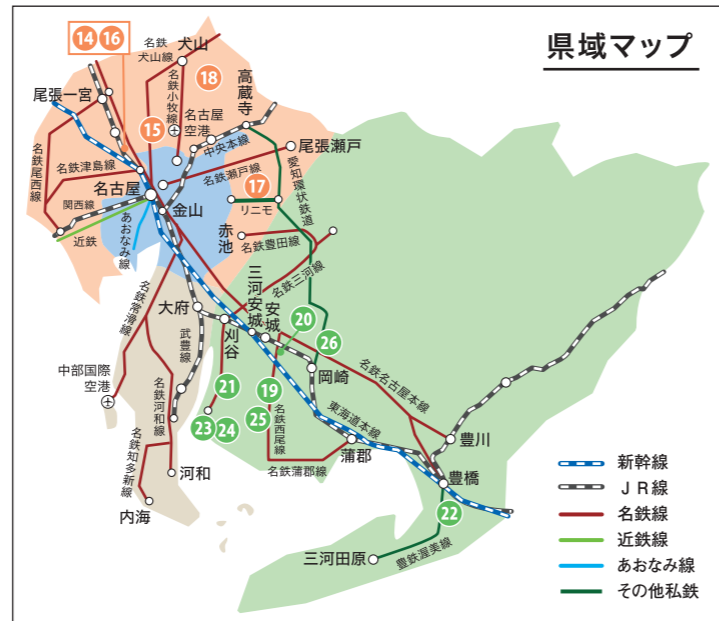 県域マップ
14 16
名鉄
犬山線
犬山
18
名鉄小牧線
高蔵寺
尾張一宮
15
名古屋
空港
中央本線
尾張瀬戸
名鉄尾西線
名鉄津島線
名鉄瀬戸線
愛知環状鉄道
名古屋
17
リニモ
関西線
金山
近鉄
あおなみ線
赤池
名鉄豊田線
名鉄三河線
名鉄常滑線
大府
三河安城
安城
20
26
武豊線
刈谷
岡崎
中部国際
空港
21
19
名鉄名古屋本線
名鉄河和線
23 24
25
名鉄西尾線
東海道本線
豊川
名鉄知多新線
蒲郡
名鉄蒲郡線
河和
豊橋
内海
22
三河田原
豊鉄渥美線
新幹線
ＪＲ線
名鉄線
近鉄線
あおなみ線
その他私鉄